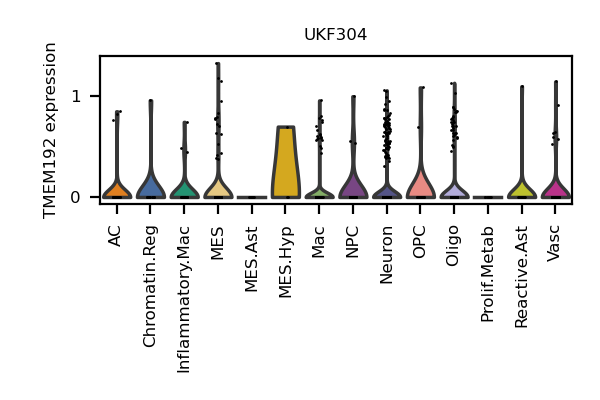 UKF304
TMEM192 expression
1
0
AC
Chromatin.Reg
Inflammatory.Mac
MES
MES.Ast
MES.Hyp
Mac
NPC
Neuron
OPC
Oligo
Prolif.Metab
Reactive.Ast
Vasc